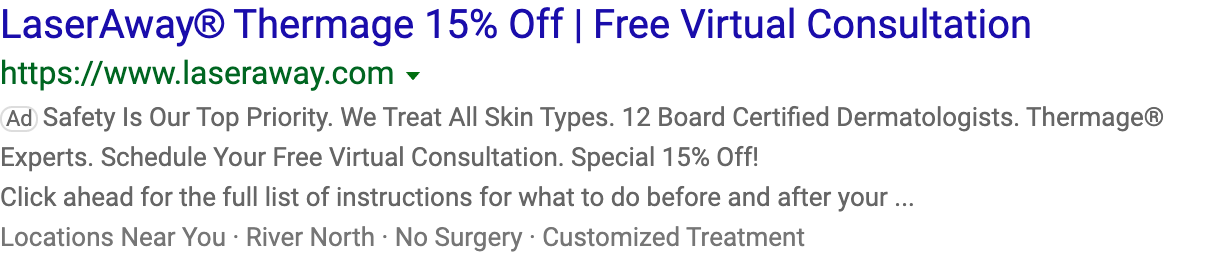 LaserAway® Thermage 15% Off | Free Virtual Consultation
https://www.laseraway.com
Ad Safety Is Our Top Priority. We Treat All Skin Types. 12 Board Certified Dermatologists. Thermage®
Experts. Schedule Your Free Virtual Consultation. Special 15% Off!
Click ahead for the full list of instructions for what to do before and after your ...
Locations Near You · River North · No Surgery · Customized Treatment